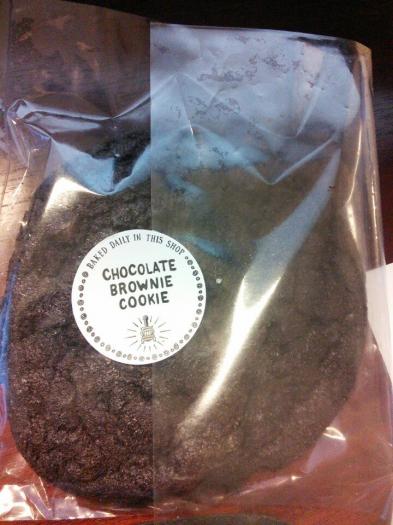 BAKED DAILY IN THIS SHOP
CHOCOLATE
BROWNIE
COOKIE